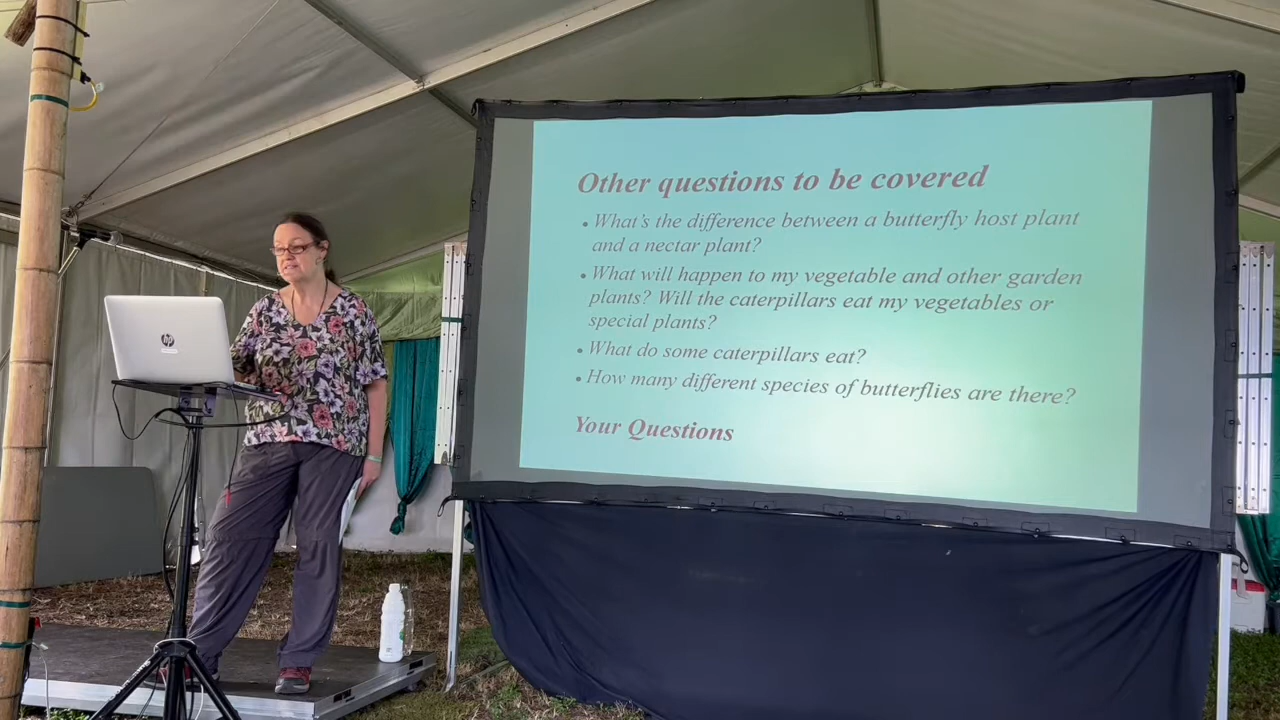 Other questions to be covered
• What's the difference between a butterfly host plant
and a nectar plant?
• What will happen to my vegetable and other garden
plants? Will the caterpillars eat my vegetables or
special plants?
• What do some caterpillars eat?
• How many different species of butterflies are there?
Your Questions
hp